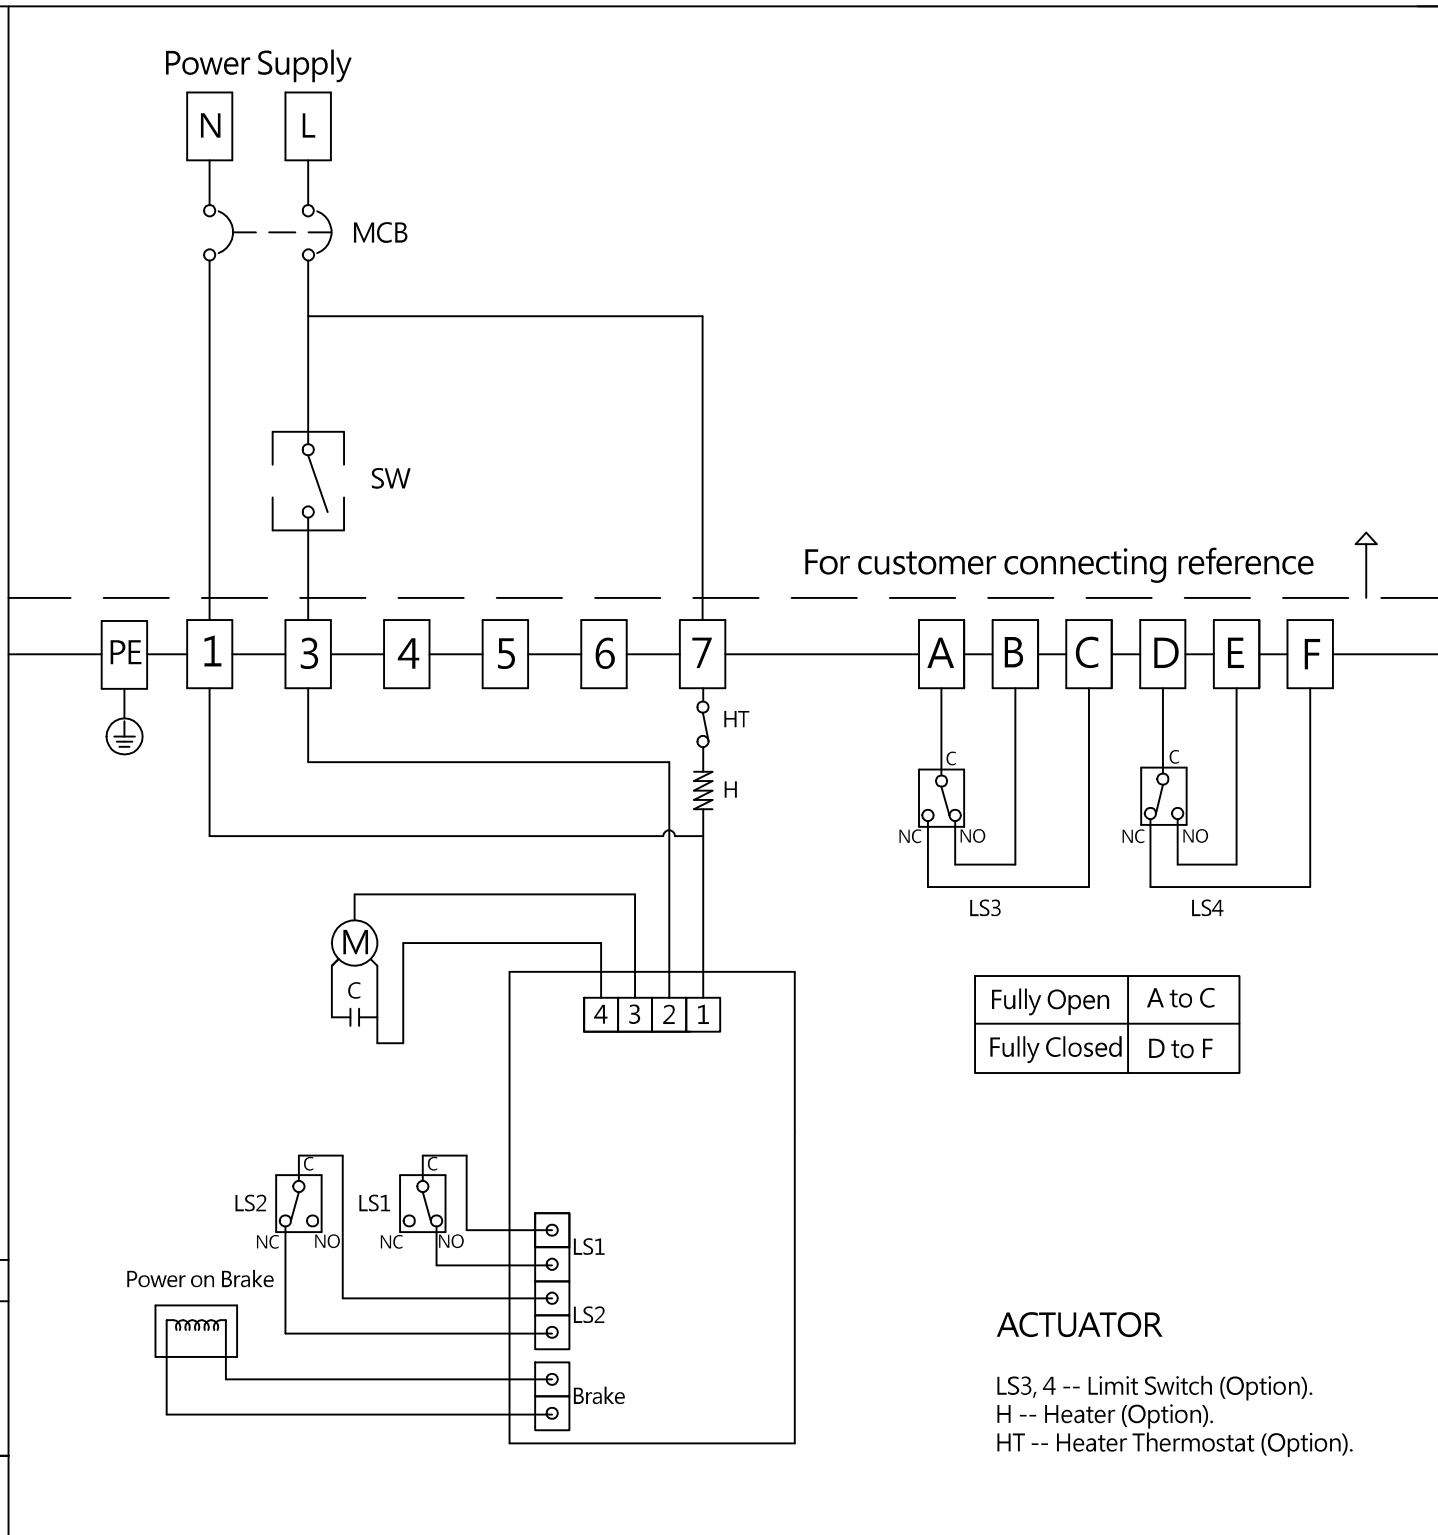 Power Supply
N L
MCB
SW
For customer connecting reference
PE 1 3 4 5 6 7 A B C D E F
HT
H
C C
NC NO NC NO
LS3 LS4
M
C
4 3 2 1
Fully Open A to C
Fully Closed D to F
C C
LS2 LS1
NC NO NC NO
LS1
LS2
Power on Brake
Brake
ACTUATOR
LS3, 4 -- Limit Switch (Option).
H -- Heater (Option).
HT -- Heater Thermostat (Option).